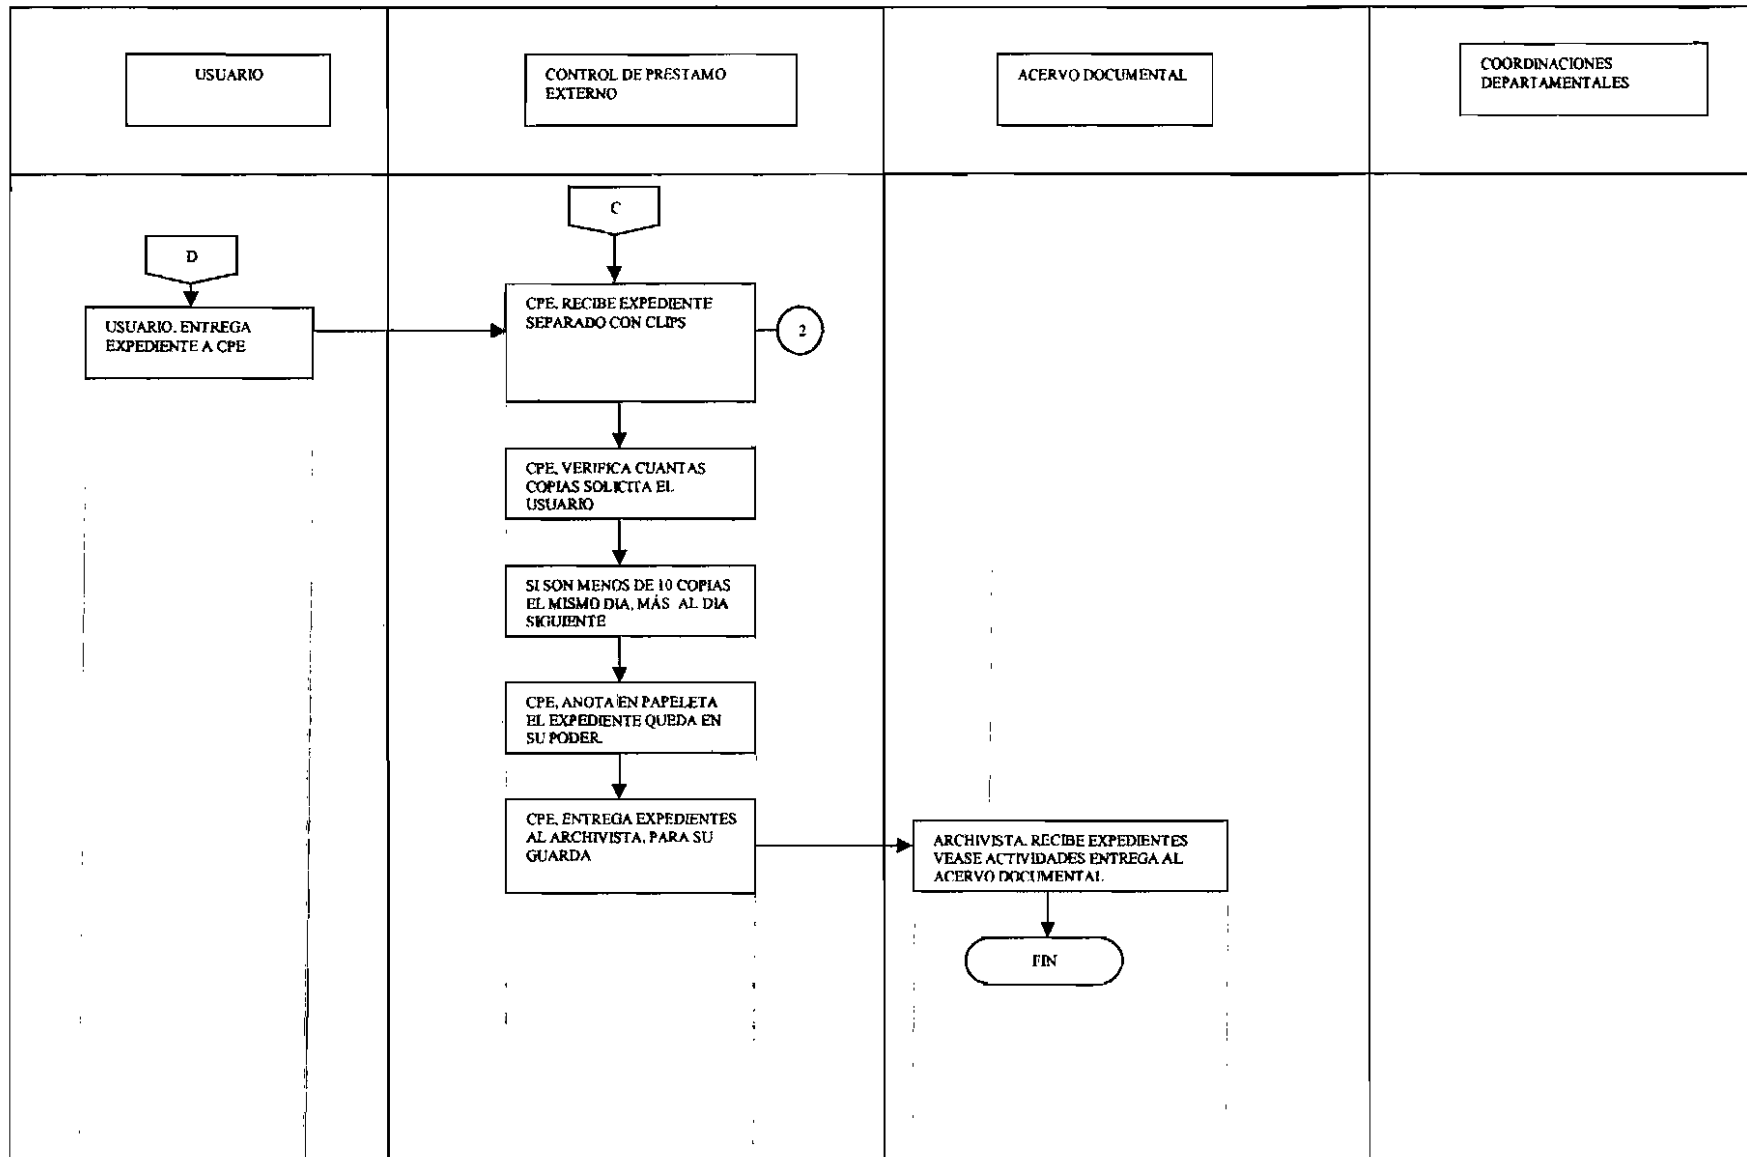 USUARIO
CONTROL DE PRESTAMO
EXTERNO
ACERVO DOCUMENTAL
COORDINACIONES
DEPARTAMENTALES
C
D
USUARIO. ENTREGA
EXPEDIENTE A CPE
CPE, RECIBE EXPEDIENTE
SEPARADO CON CLIPS
2
CPE, VERIFICA CUANTAS
COPIAS SOLICITA EL
USUARIO
SI SON MENOS DE 10 COPIAS
EL MISMO DIA, MÁS AL DIA
SIGUIENTE
CPE, ANOTA EN PAPELETA
EL EXPEDIENTE QUEDA EN
SU PODER.
CPE, ENTREGA EXPEDIENTES
AL ARCHIVISTA, PARA SU
GUARDA
ARCHIVISTA. RECIBE EXPEDIENTES
VEASE ACTIVIDADES ENTREGA AL
ACERVO DOCUMENTAL
FIN